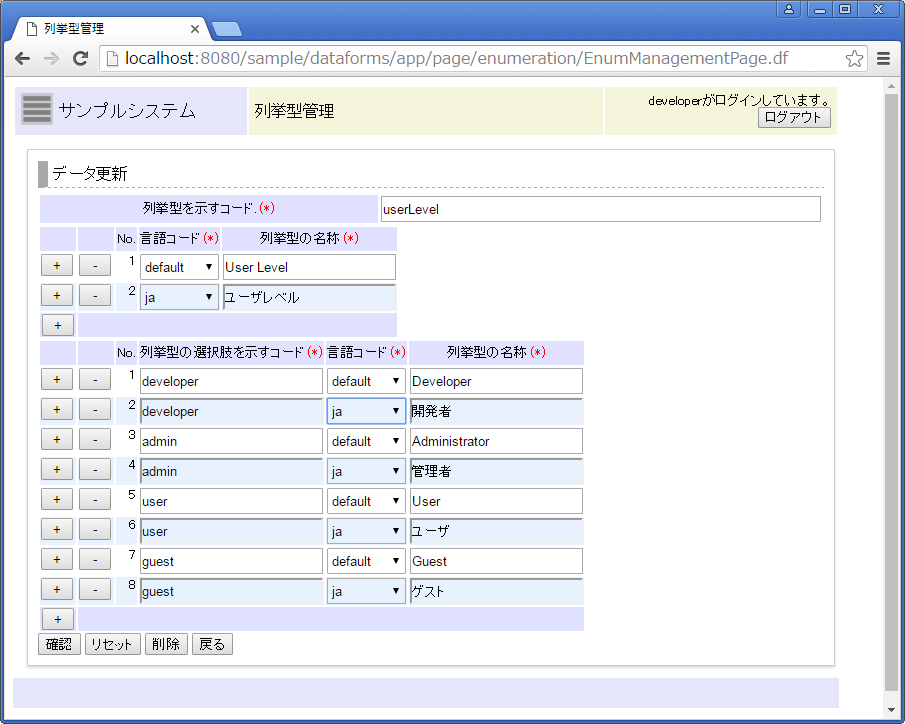 列挙型管理
localhost:8080/sample/dataforms/app/page/enumeration/EnumManagementPage.df
サンプルシステム 列挙型管理 developerがログインしています。
ログアウト
データ更新
列挙型を示すコード.(*) userLevel
No. 言語コード(*) 列挙型の名称(*)
+ - 1 default User Level
+ - 2 ja ユーザレベル
+
No. 列挙型の選択肢を示すコード(*) 言語コード(*) 列挙型の名称(*)
+ - 1 developer default Developer
+ - 2 developer ja 開発者
+ - 3 admin default Administrator
+ - 4 admin ja 管理者
+ - 5 user default User
+ - 6 user ja ユーザ
+ - 7 guest default Guest
+ - 8 guest ja ゲスト
+
確認 リセット 削除 戻る